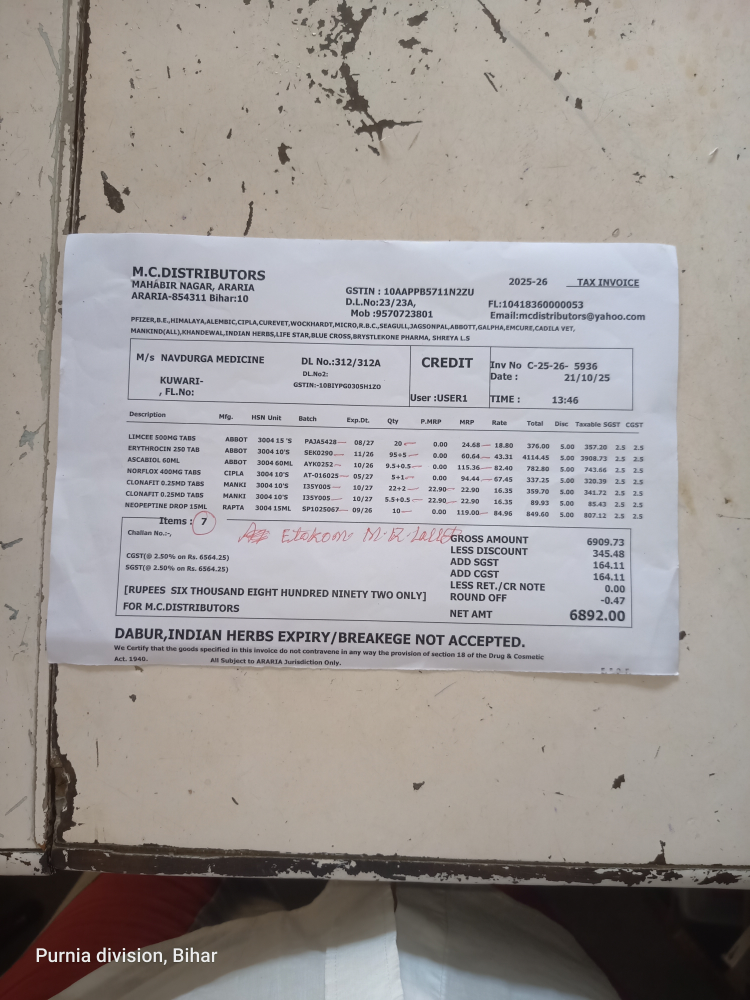 M.C.DISTRIBUTORS
MAHABIR NAGAR, ARARIA
ARARIA-854311 Bihar:10
GSTIN : 10AAPPB5711N2ZU
D.L.No:23/23A,
Mob :9570723801
2025-26 TAX INVOICE
FL:10418360000053
Email:mcdistributors@yahoo.com
PFIZER,B.E.,HIMALAYA,ALEMBIC,CIPLA,CUREVET,WOCKHARDT,MICRO,R.B.C.,SEAGULL,JAGSONPAL,ABBOTT,GALPHA,EMCURE,CADILA VET,
MANKIND(ALL),KHANDEWAL,INDIAN HERBS,LIFE STAR,BLUE CROSS,BRYSTLEKONE PHARMA, SHREYA L.S
M/s NAVDURGA MEDICINE
KUWARI-
, FL.No:
DL No.:312/312A
DL.No2:
GSTIN:-10BIYPG0305H1ZO
CREDIT
User :USER1
Inv No C-25-26- 5936
Date : 21/10/25
TIME : 13:46
Description Mfg. HSN Unit Batch Exp.Dt. Qty P.MRP MRP Rate Total Disc Taxable SGST CGST
LIMCEE 500MG TABS ABBOT 3004 15 'S PAJA5428 08/27 20 0.00 24.68 18.80 376.00 5.00 357.20 2.5 2.5
ERYTHROCIN 250 TAB ABBOT 3004 10'S SEK0290 11/26 95+5 0.00 60.64 43.31 4114.45 5.00 3908.73 2.5 2.5
ASCABIOL 60ML ABBOT 3004 60ML AYK0252 10/26 9.5+0.5 0.00 115.36 82.40 782.80 5.00 743.66 2.5 2.5
NORFLOX 400MG TABS CIPLA 3004 10'S AT-016025 05/27 5+1 0.00 94.44 67.45 337.25 5.00 320.39 2.5 2.5
CLONAFIT 0.25MD TABS MANKI 3004 10'S I35Y005 10/27 22+2 22.90 22.90 16.35 359.70 5.00 341.72 2.5 2.5
CLONAFIT 0.25MD TABS MANKI 3004 10'S I35Y005 10/27 5.5+0.5 22.90 22.90 16.35 89.93 5.00 85.43 2.5 2.5
NEOPEPTINE DROP 15ML RAPTA 3004 15ML SP1025067 09/26 10 0.00 119.00 84.96 849.60 5.00 807.12 2.5 2.5
Items : 7
Challan No.:-,
CGST(@ 2.50% on Rs. 6564.25)
SGST(@ 2.50% on Rs. 6564.25)
[RUPEES SIX THOUSAND EIGHT HUNDRED NINETY TWO ONLY]
FOR M.C.DISTRIBUTORS
GROSS AMOUNT 6909.73
LESS DISCOUNT 345.48
ADD SGST 164.11
ADD CGST 164.11
LESS RET./CR NOTE 0.00
ROUND OFF -0.47
NET AMT 6892.00
DABUR,INDIAN HERBS EXPIRY/BREAKEGE NOT ACCEPTED.
We Certify that the goods specified in this invoice do not contravene in any way the provision of section 18 of the Drug & Cosmetic
Act. 1940. All Subject to ARARIA Jurisdiction Only.
Purnia division, Bihar